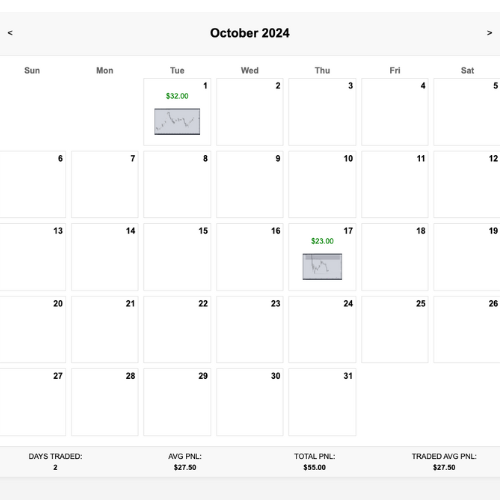 < October 2024 >
Sun Mon Tue Wed Thu Fri Sat
1 2 3 4 5
$32.00
6 7 8 9 10 11 12
13 14 15 16 17 18 19
$23.00
20 21 22 23 24 25 26
27 28 29 30 31
DAYS TRADED: AVG PNL: TOTAL PNL: TRADED AVG PNL:
2 $27.50 $55.00 $27.50